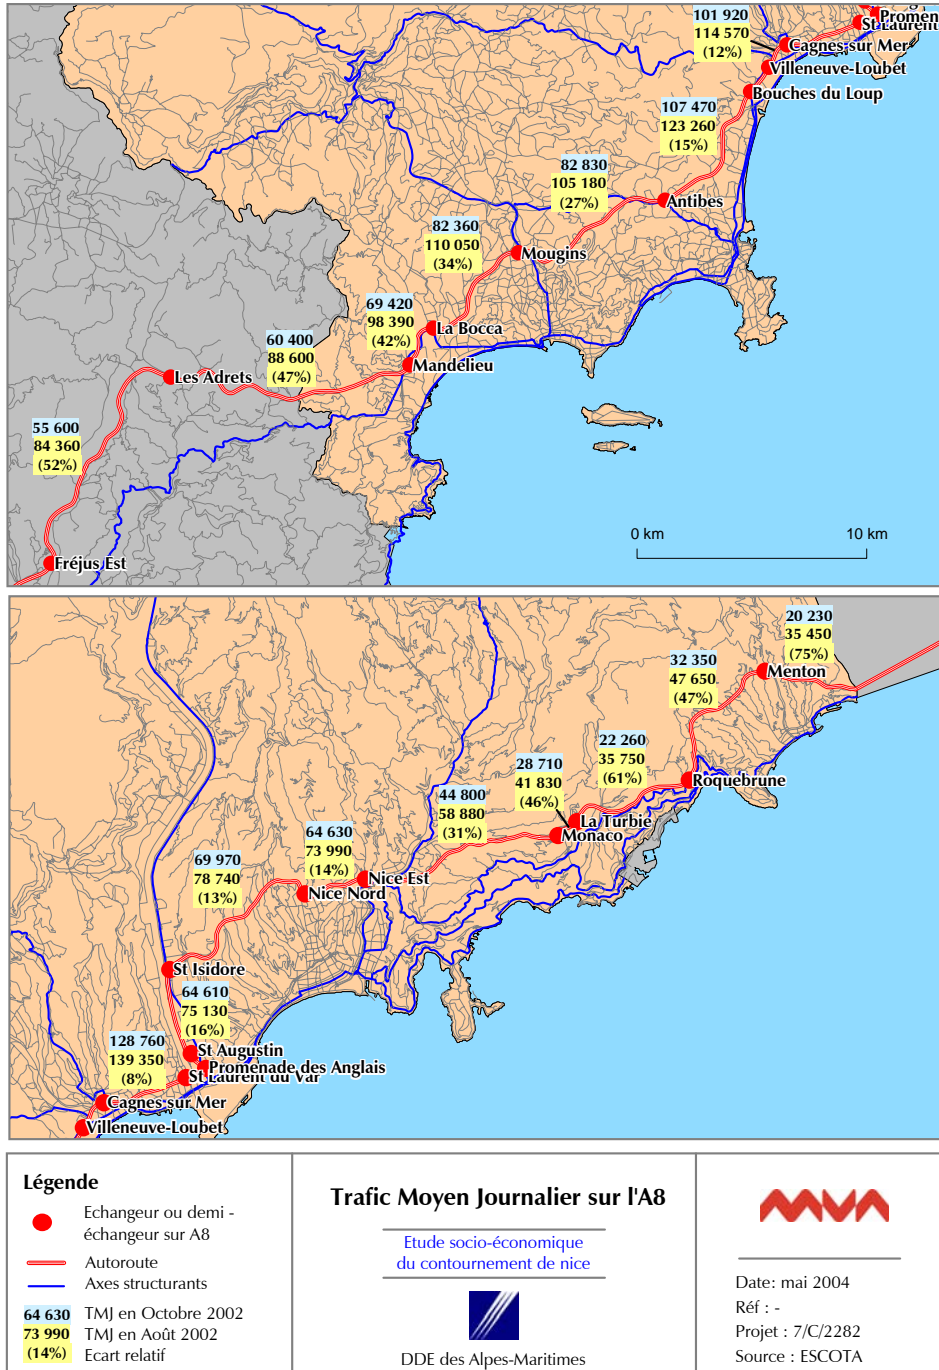 101 920
114 570
(12%)
Promen
St Laurent
Cagnes sur Mer
Villeneuve-Loubet
Bouches du Loup
107 470
123 260
(15%)
82 830
105 180
(27%)
Antibes
82 360
110 050
(34%)
Mougins
69 420
98 390
(42%)
La Bocca
60 400
88 600
(47%)
Mandelieu
Les Adrets
55 600
84 360
(52%)
0 km
10 km
Fréjus Est
20 230
35 450
(75%)
32 350
47 650
(47%)
Menton
22 260
35 750
(61%)
28 710
41 830
(46%)
Roquebrune
44 800
58 880
(31%)
La Turbie
Monaco
64 630
73 990
(14%)
69 970
78 740
(13%)
Nice Est
Nice Nord
St Isidore
64 610
75 130
(16%)
128 760
139 350
(8%)
St Augustin
Promenade des Anglais
St Laurent du Var
Cagnes sur Mer
Villeneuve-Loubet
Légende
Echangeur ou demi -
échangeur sur A8
Autoroute
Axes structurants
64 630 TMJ en Octobre 2002
73 990 TMJ en Août 2002
(14%) Ecart relatif
Trafic Moyen Journalier sur l'A8
Etude socio-économique
du contournement de nice
DDE des Alpes-Maritimes
MVA
Date: mai 2004
Réf : -
Projet : 7/C/2282
Source : ESCOTA